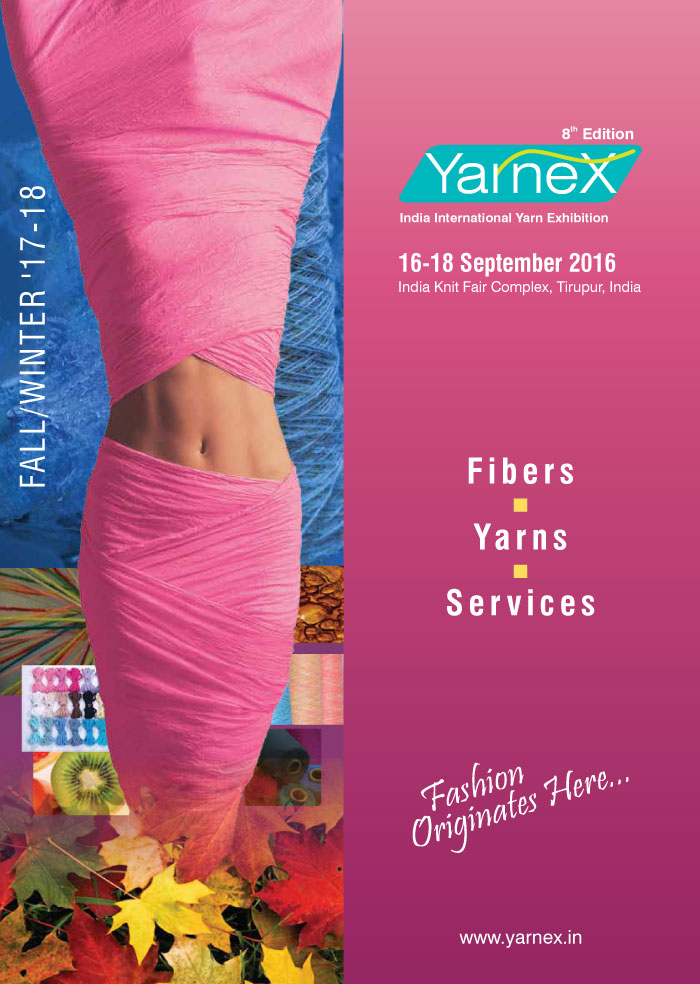 FALL/WINTER '17-18
8th Edition
YarneX
India International Yarn Exhibition
16-18 September 2016
India Knit Fair Complex, Tirupur, India
Fibers
Yarns
Services
Fashion
Originates Here...
www.yarnex.in